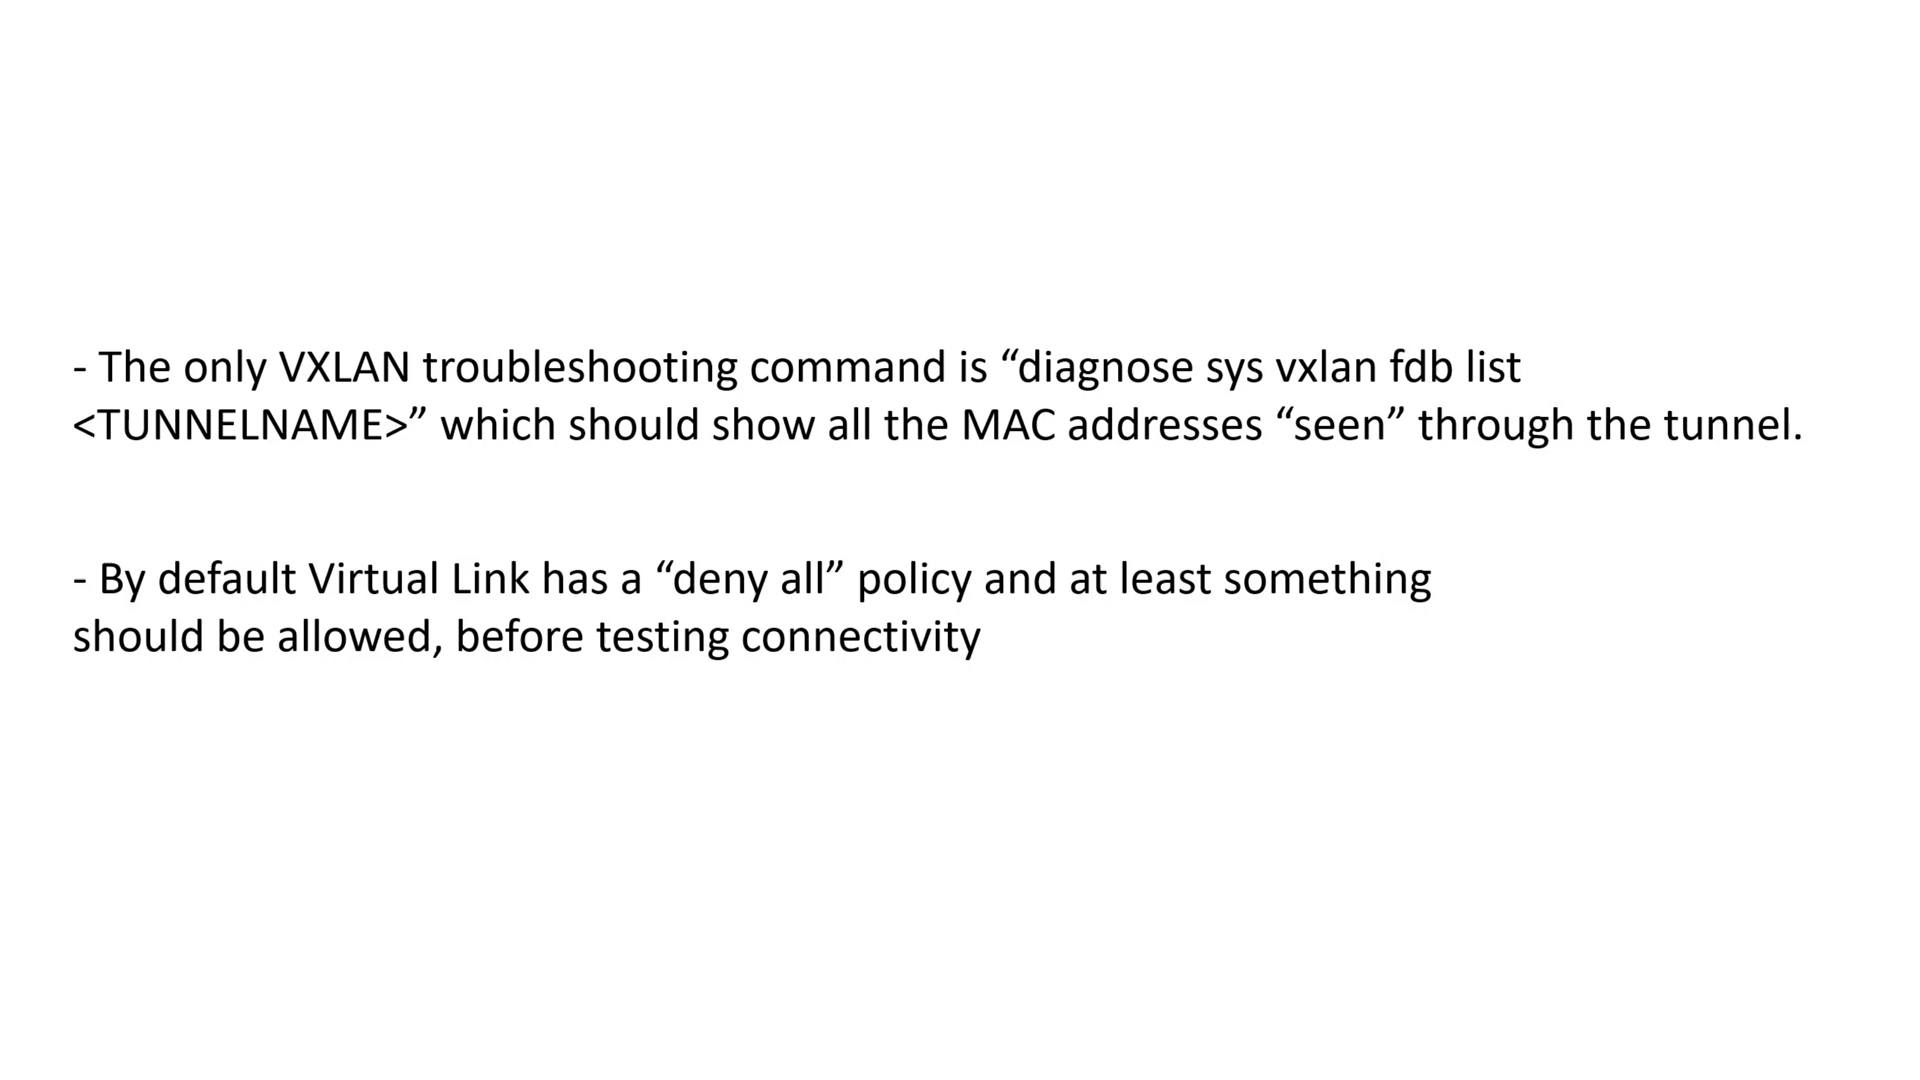 - The only VXLAN troubleshooting command is “diagnose sys vxlan fdb list
<TUNNELNAME>” which should show all the MAC addresses “seen” through the tunnel.
- By default Virtual Link has a “deny all” policy and at least something
should be allowed, before testing connectivity